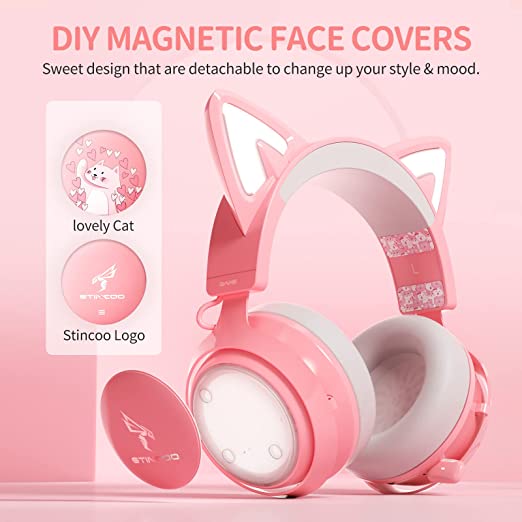 DIY MAGNETIC FACE COVERS
Sweet design that are detachable to change up your style & mood.
lovely Cat
STINCOO
Stincoo Logo
GAME
L
STINCOO